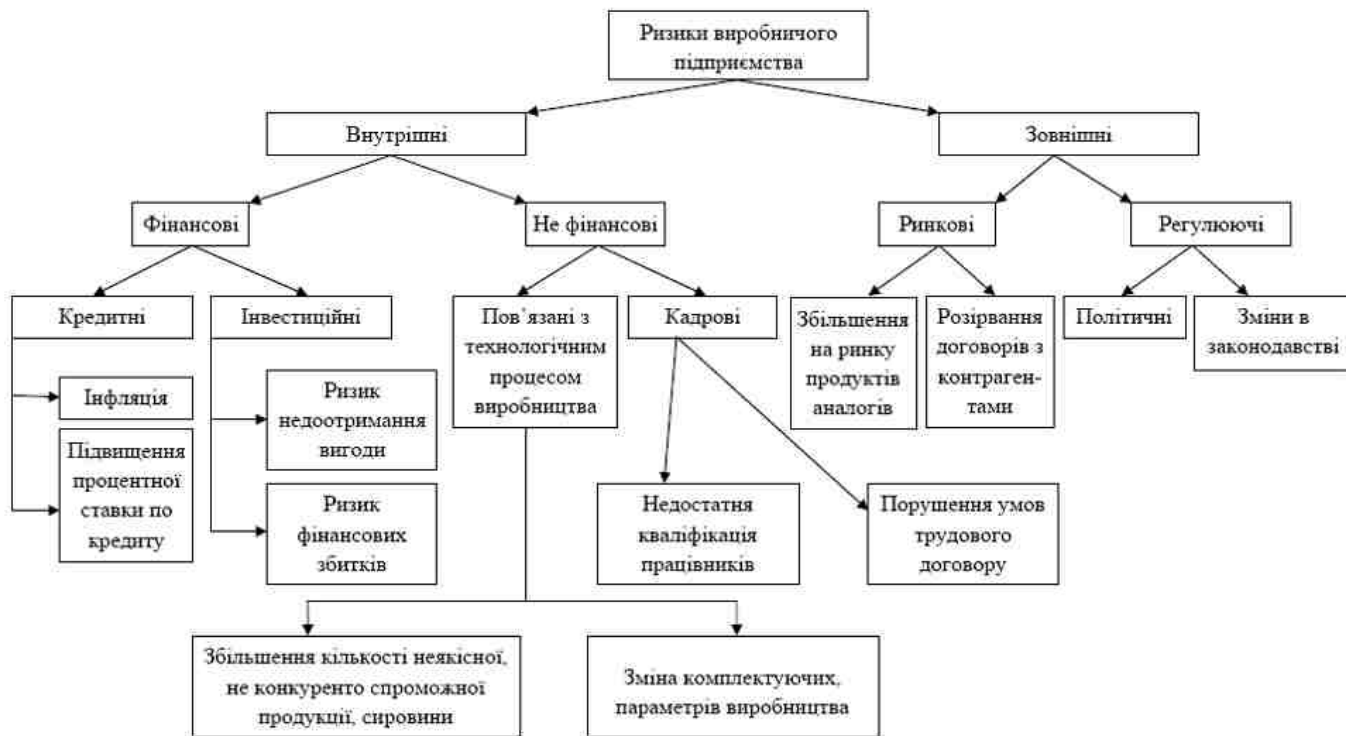 Ризики виробничого
підприємства
Внутрішні
Зовнішні
Фінансові
Не фінансові
Ринкові
Регулюючі
Кредитні
Інвестиційні
Пов’язані з
технологічним
процесом
виробництва
Кадрові
Збільшення
на ринку
продуктів
аналогів
Розірвання
договорів з
контраген-
тами
Політичні
Зміни в
законодавстві
Інфляція
Підвищення
процентної
ставки по
кредиту
Ризик
недоотримання
вигоди
Ризик
фінансових
збитків
Недостатня
кваліфікація
працівників
Порушення умов
трудового
договору
Збільшення кількості неякісної,
не конкуренто спроможної
продукції, сировини
Зміна комплектуючих,
параметрів виробництва